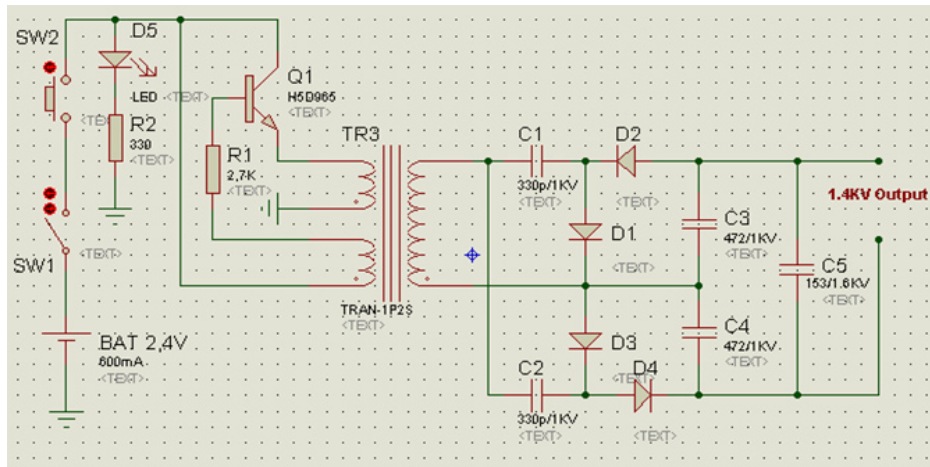 SW2
D5
LED
<TEXT>
<TEXT>
R2
330
<TEXT>
Q1
H5D965
<TEXT>
R1
2,7K
<TEXT>
TR3
TRAN-1P2S
<TEXT>
SW1
<TEXT>
BAT 2,4V
600mA
<TEXT>
C1
330p/1KV
<TEXT>
D2
<TEXT>
D1
<TEXT>
C3
472/1KV
<TEXT>
1.4KV Output
C5
153/1.6KV
<TEXT>
C4
472/1KV
<TEXT>
D3
<TEXT>
C2
330p/1KV
<TEXT>
D4
<TEXT>